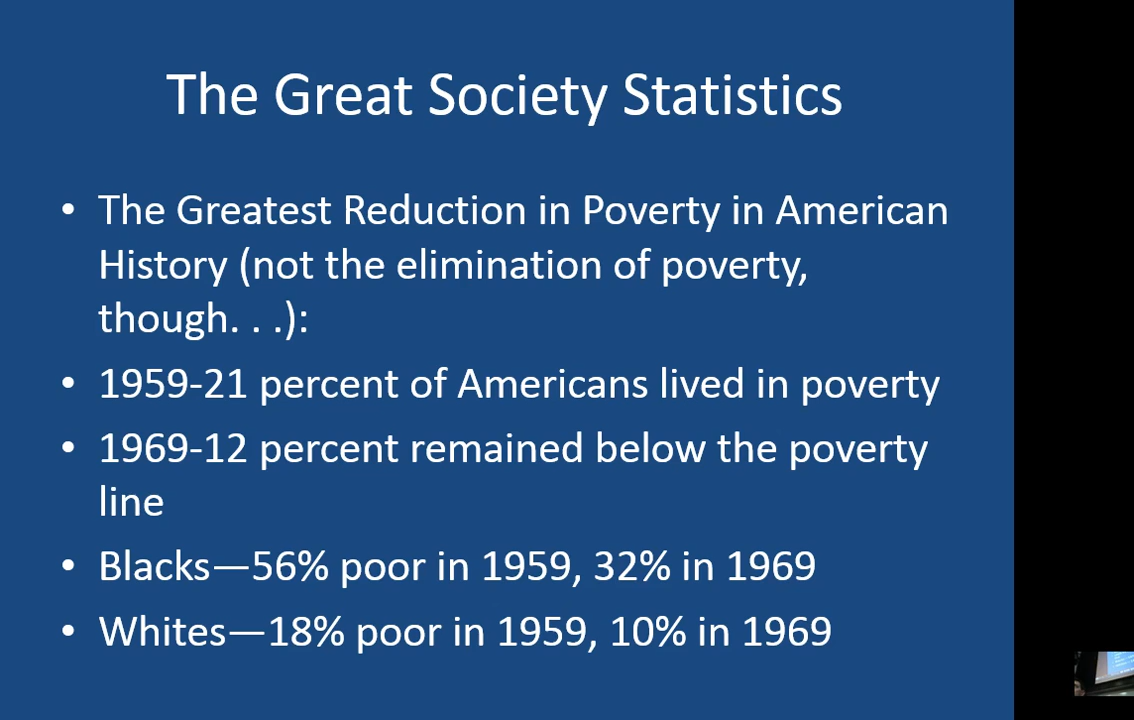 The Great Society Statistics
• The Greatest Reduction in Poverty in American
History (not the elimination of poverty,
though. . .):
• 1959-21 percent of Americans lived in poverty
• 1969-12 percent remained below the poverty
line
• Blacks—56% poor in 1959, 32% in 1969
• Whites—18% poor in 1959, 10% in 1969